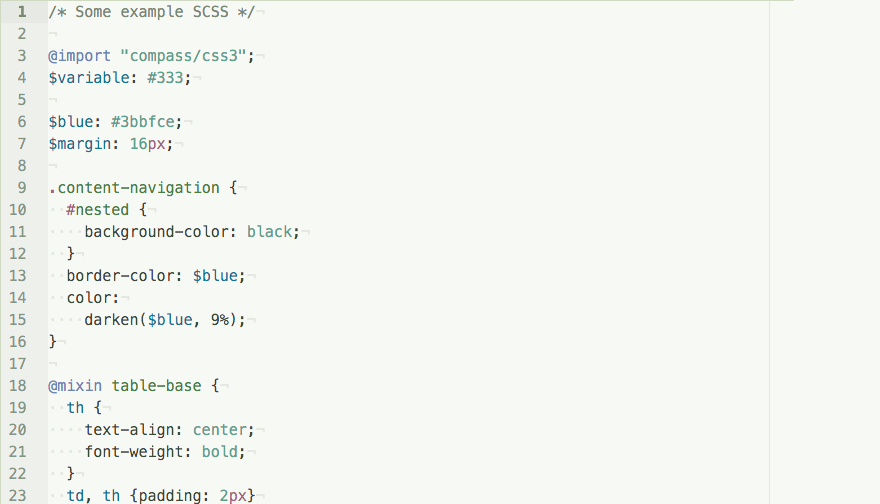 1 /* Some example SCSS */¬
2 ¬
3 @import "compass/css3";¬
4 $variable: #333;¬
5 ¬
6 $blue: #3bbfce;¬
7 $margin: 16px;¬
8 ¬
9 .content-navigation {¬
10 ··#nested {¬
11 ····background-color: black;¬
12 ··}¬
13 ··border-color: $blue;¬
14 ··color:¬
15 ····darken($blue, 9%);¬
16 }¬
17 ¬
18 @mixin table-base {¬
19 ··th {¬
20 ····text-align: center;¬
21 ····font-weight: bold;¬
22 ··}¬
23 ··td, th {padding: 2px}¬